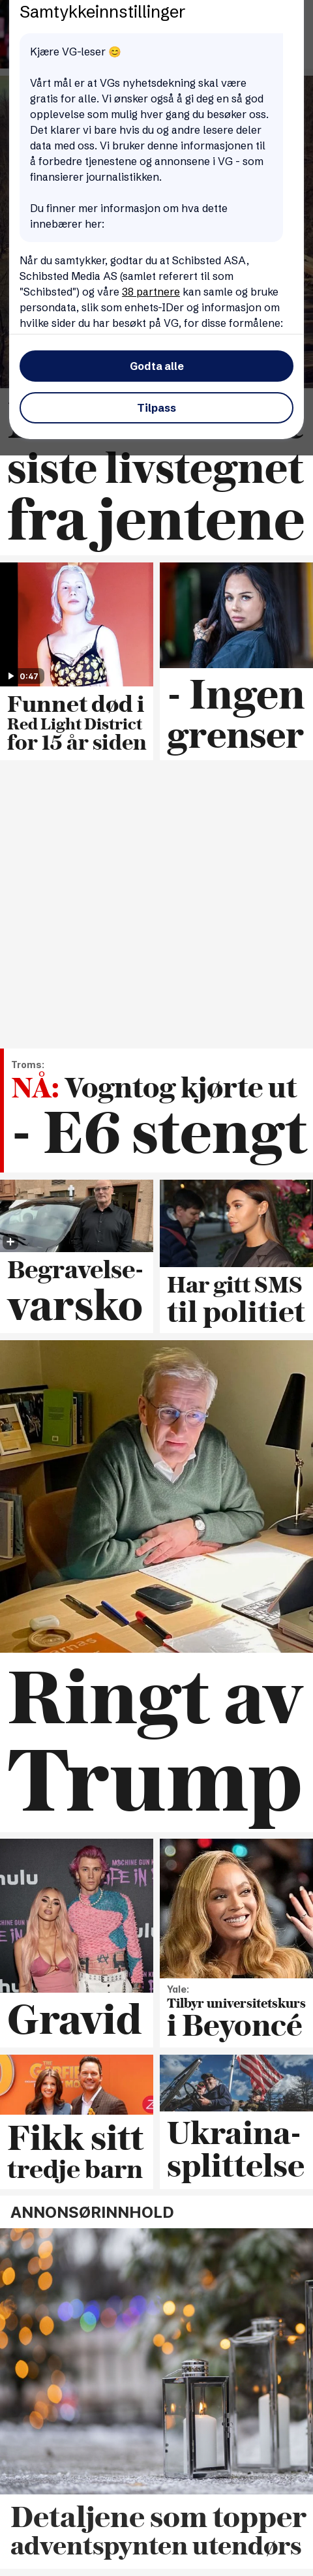 Samtykkeinnstillinger
Kjære VG-leser 😊
Vårt mål er at VGs nyhetsdekning skal være
gratis for alle. Vi ønsker også å gi deg en så god
opplevelse som mulig hver gang du besøker oss.
Det klarer vi bare hvis du og andre lesere deler
data med oss. Vi bruker denne informasjonen til
å forbedre tjenestene og annonsene i VG - som
finansierer journalistikken.
Du finner mer informasjon om hva dette
innebærer her:
Når du samtykker, godtar du at Schibsted ASA,
Schibsted Media AS (samlet referert til som
"Schibsted") og våre 38 partnere kan samle og bruke
persondata, slik som enhets-IDer og informasjon om
hvilke sider du har besøkt på VG, for disse formålene:
Godta alle
Tilpass
siste livstegnet
fra jentene
0:47
Funnet død i
Red Light District
for 15 år siden
- Ingen
grenser
Troms:
NÅ: Vogntog kjørte ut
- E6 stengt
Begravelse-
varsko
Har gitt SMS
til politiet
Ringt av
Trump
hulu
MACHINE GUN K
hulu
Gravid
Yale:
Tilbyr universitetskurs
i Beyoncé
Fikk sitt
tredje barn
Ukraina-
splittelse
ANNONSØRINNHOLD
Detaljene som topper
adventspynten utendørs